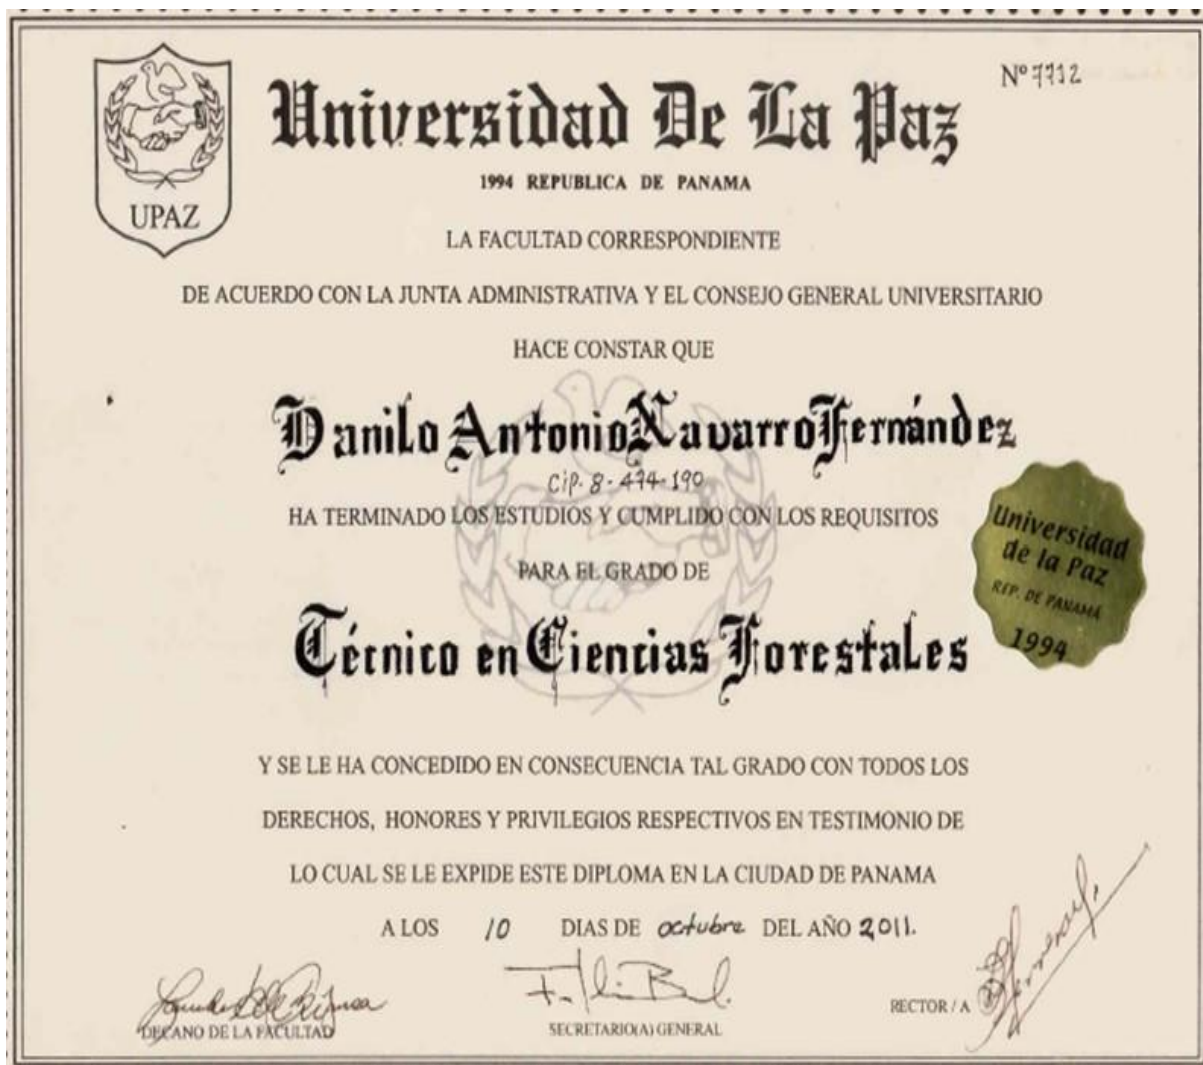 Nº 7712
Universidad De La Paz
1994 REPUBLICA DE PANAMA
UPAZ
LA FACULTAD CORRESPONDIENTE
DE ACUERDO CON LA JUNTA ADMINISTRATIVA Y EL CONSEJO GENERAL UNIVERSITARIO
HACE CONSTAR QUE
Danilo Antonio Navarro Fernández
CIP. 8-474-190
HA TERMINADO LOS ESTUDIOS Y CUMPLIDO CON LOS REQUISITOS
PARA EL GRADO DE
Técnico en Ciencias Forestales
Universidad
de la Paz
REP. DE PANAMÁ
1994
Y SE LE HA CONCEDIDO EN CONSECUENCIA TAL GRADO CON TODOS LOS
DERECHOS, HONORES Y PRIVILEGIOS RESPECTIVOS EN TESTIMONIO DE
LO CUAL SE LE EXPIDE ESTE DIPLOMA EN LA CIUDAD DE PANAMA
A LOS 10 DIAS DE octubre DEL AÑO 2011.
DECANO DE LA FACULTAD
SECRETARIO(A) GENERAL
RECTOR / A